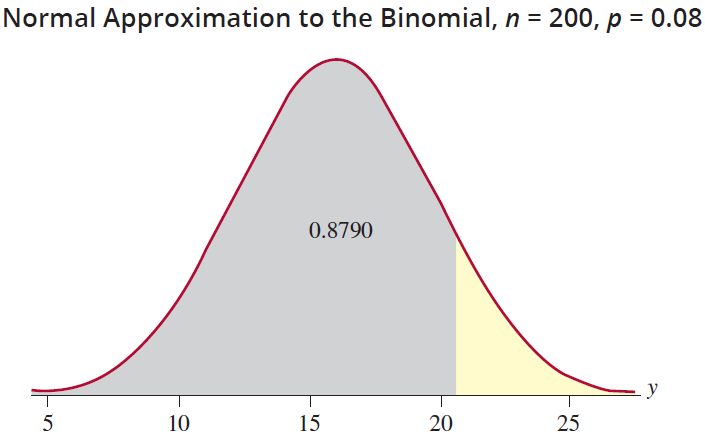 Normal Approximation to the Binomial, n = 200, p = 0.08
0.8790
y
5 10 15 20 25